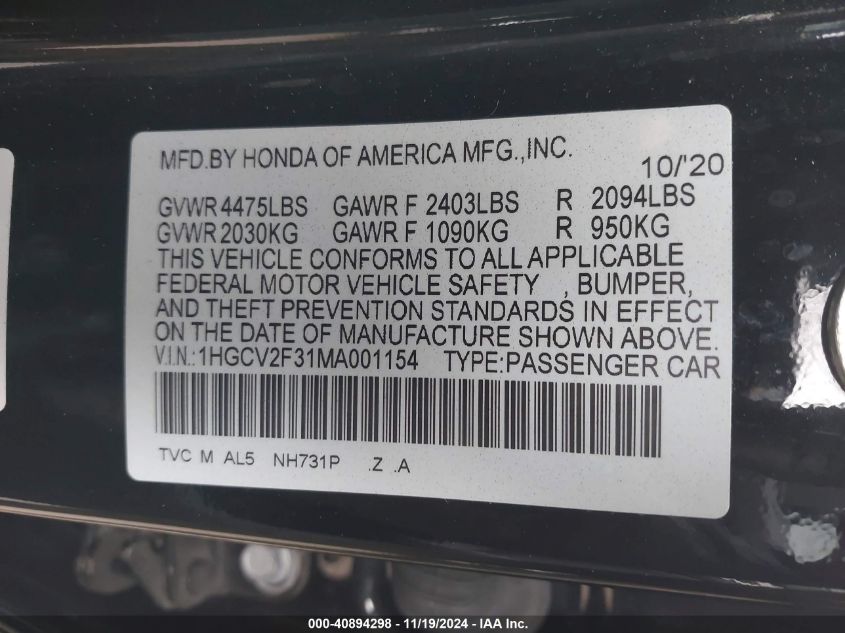 MFD.BY HONDA OF AMERICA MFG.,INC.
10/'20
GVWR 4475LBS GAWR F 2403LBS R 2094LBS
GVWR 2030KG GAWR F 1090KG R 950KG
THIS VEHICLE CONFORMS TO ALL APPLICABLE
FEDERAL MOTOR VEHICLE SAFETY , BUMPER,
AND THEFT PREVENTION STANDARDS IN EFFECT
ON THE DATE OF MANUFACTURE SHOWN ABOVE.
V.I.N.:1HGCV2F31MA001154 TYPE:PASSENGER CAR
TVC M AL5 NH731P .Z .A
000-40894298 - 11/19/2024 - IAA Inc.